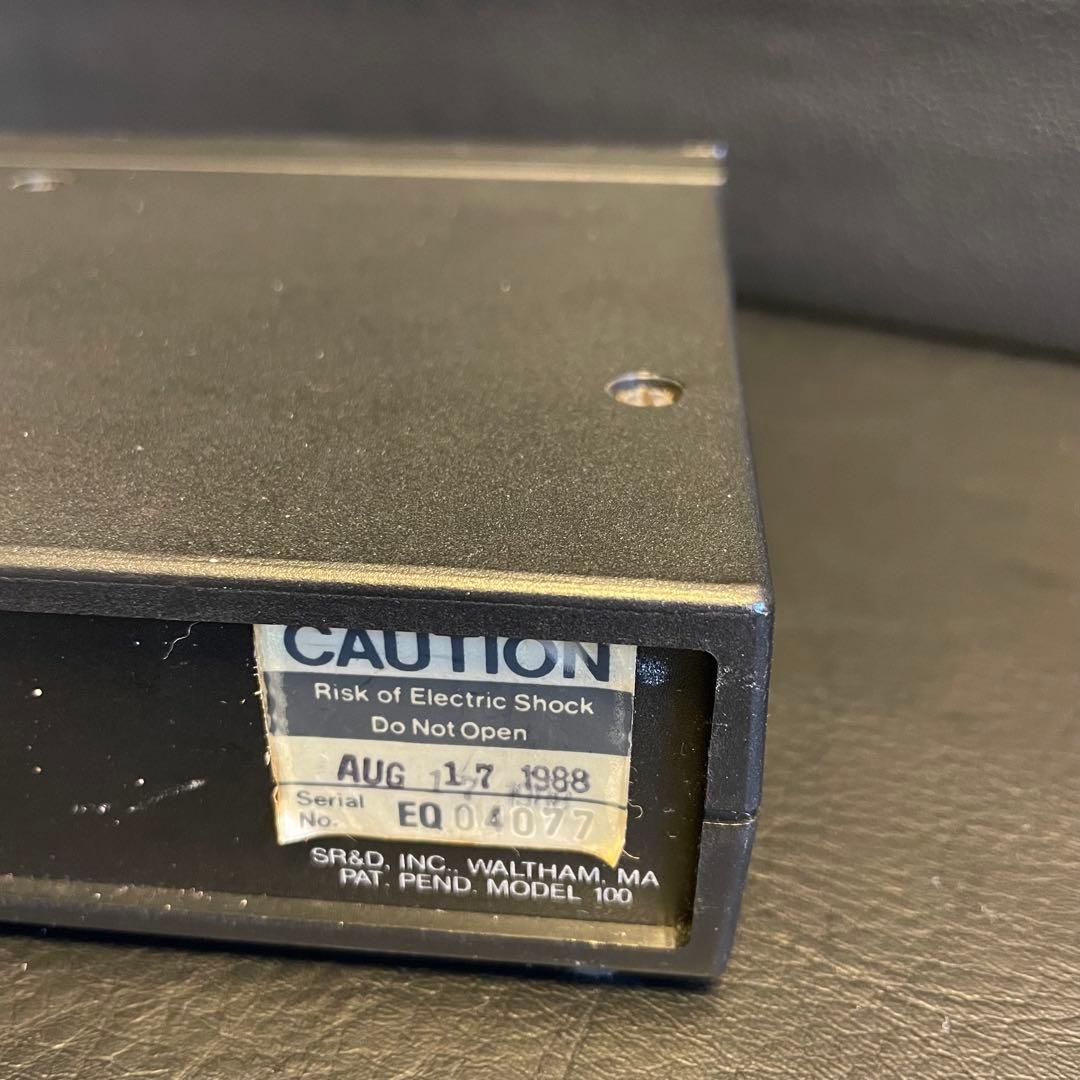 CAUTION
Risk of Electric Shock
Do Not Open
AUG 17 1988
Serial
No. EQ 04077
SR&D, INC., WALTHAM, MA
PAT. PEND. MODEL 100